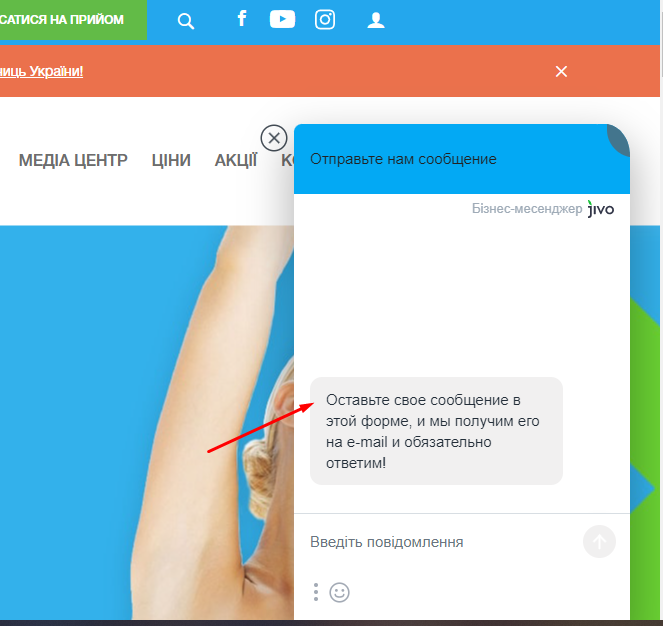 САТИСЯ НА ПРИЙОМ
ниць України!
МЕДІА ЦЕНТР ЦІНИ АКЦІЇ
Отправьте нам сообщение
Бізнес-месенджер jivo
Оставьте свое сообщение в
этой форме, и мы получим его
на e-mail и обязательно
ответим!
Введіть повідомлення